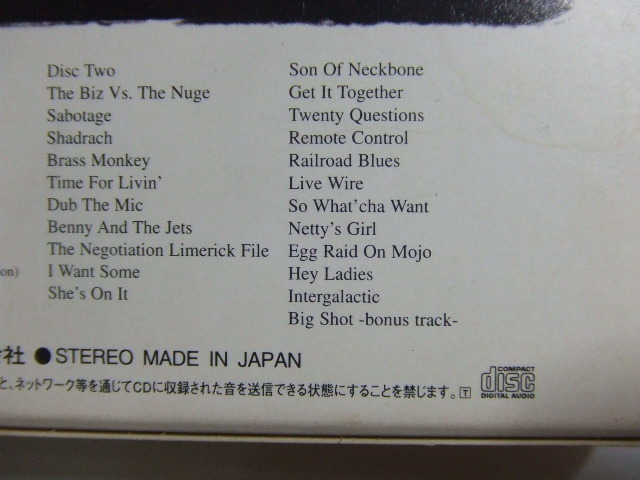 Disc Two
The Biz Vs. The Nuge
Sabotage
Shadrach
Brass Monkey
Time For Livin'
Dub The Mic
Benny And The Jets
The Negotiation Limerick File
on) I Want Some
She's On It
Son Of Neckbone
Get It Together
Twenty Questions
Remote Control
Railroad Blues
Live Wire
So What'cha Want
Netty's Girl
Egg Raid On Mojo
Hey Ladies
Intergalactic
Big Shot -bonus track-
社 ●STEREO MADE IN JAPAN
と、ネットワーク等を通じてCDに収録された音を送信できる状態にすることを禁じます。 T
COMPACT
disc
DIGITAL AUDIO